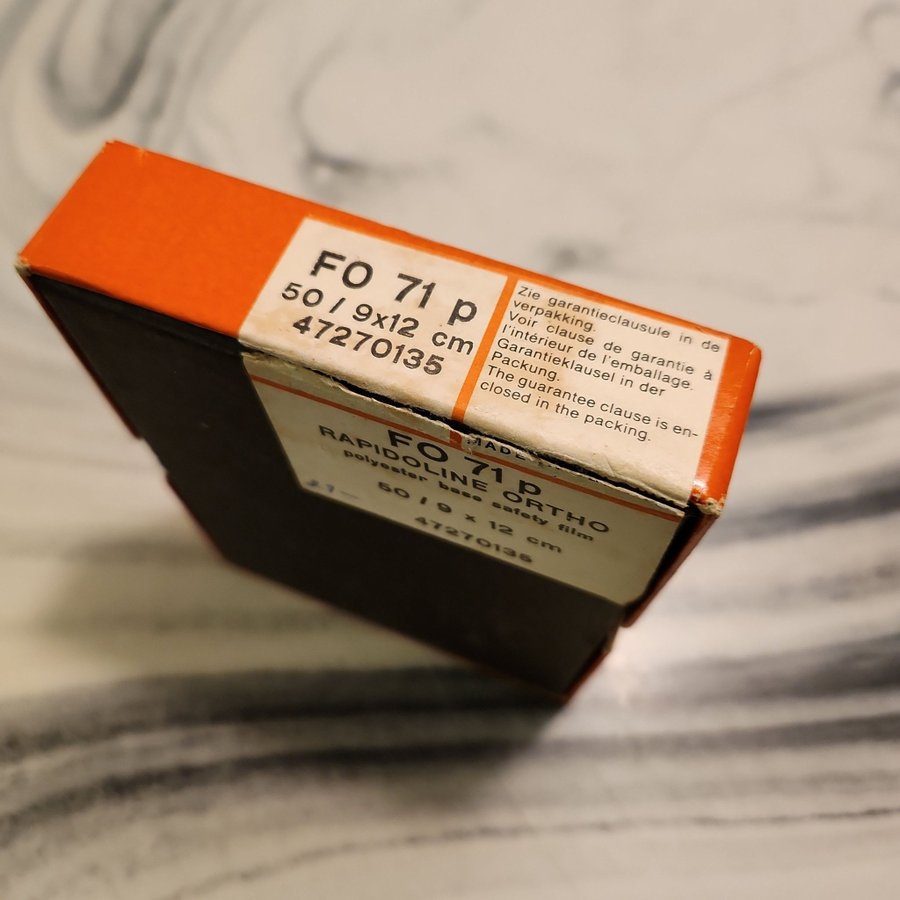 FO 71 p
50 / 9x12 cm
47270135
Zie garantieclausule in de
verpakking.
Voir clause de garantie à
l'intérieur de l'emballage.
Garantieklausel in der
Packung.
The guarantee clause is en-
closed in the packing.
MADE
FO 71 p
RAPIDOLINE ORTHO
polyester base safety film
50 / 9 x 12 cm
47270135